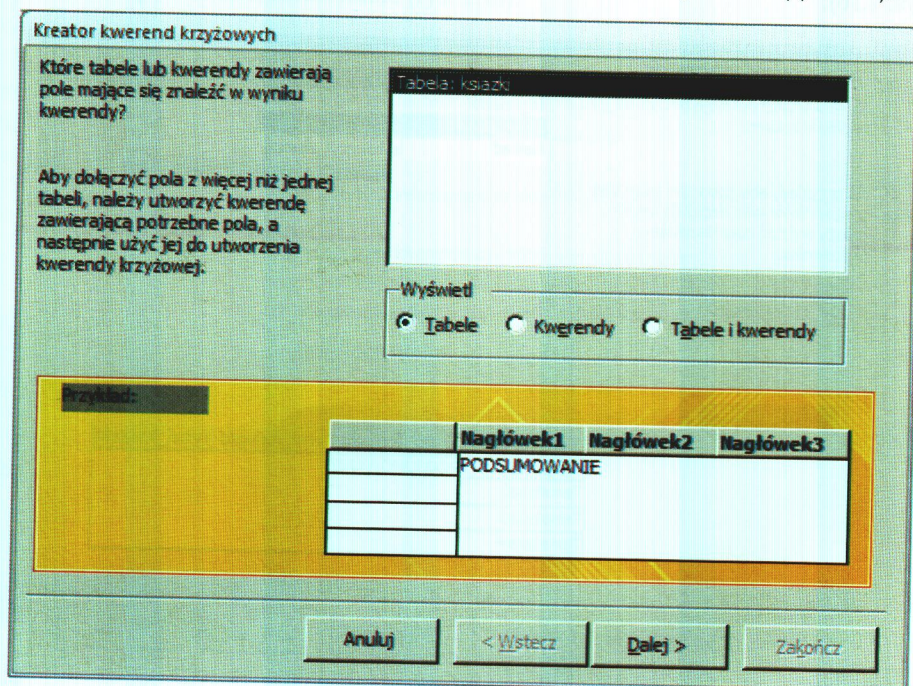 Kreator kwerend krzyżowych
Które tabele lub kwerendy zawierają
pole mające się znaleźć w wyniku
kwerendy?
Tabela: ksiazki
Aby dołączyć pola z więcej niż jednej
tabeli, należy utworzyć kwerendę
zawierającą potrzebne pola, a
następnie użyć jej do utworzenia
kwerendy krzyżowej.
Wyświetl
Tabele Kwerendy Tabele i kwerendy
Przykład:
Nagłówek1 Nagłówek2 Nagłówek3
PODSUMOWANIE
Anuluj < Wstecz Dalej > Zakończ